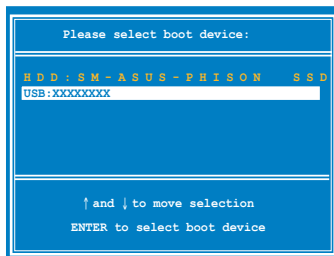 Please select boot device:
HDD:SM-ASUS-PHISON SSD
USB:XXXXXXXX
↑and ↓to move selection
ENTER to select boot device